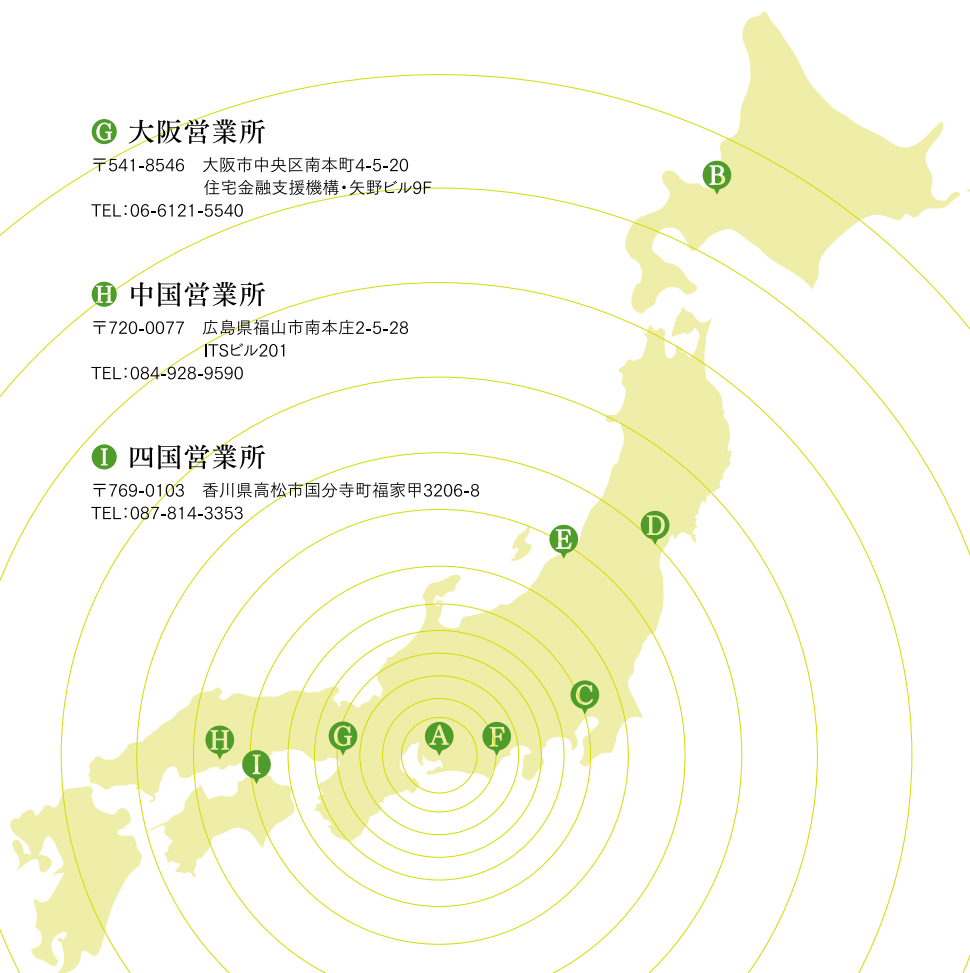 G 大阪営業所
〒541-8546　大阪市中央区南本町4-5-20
住宅金融支援機構・矢野ビル9F
TEL：06-6121-5540
H 中国営業所
〒720-0077　広島県福山市南本庄2-5-28
ITSビル201
TEL：084-928-9590
I 四国営業所
〒769-0103　香川県高松市国分寺町福家甲3206-8
TEL：087-814-3353
B
D
E
C
A
F
G
H
I